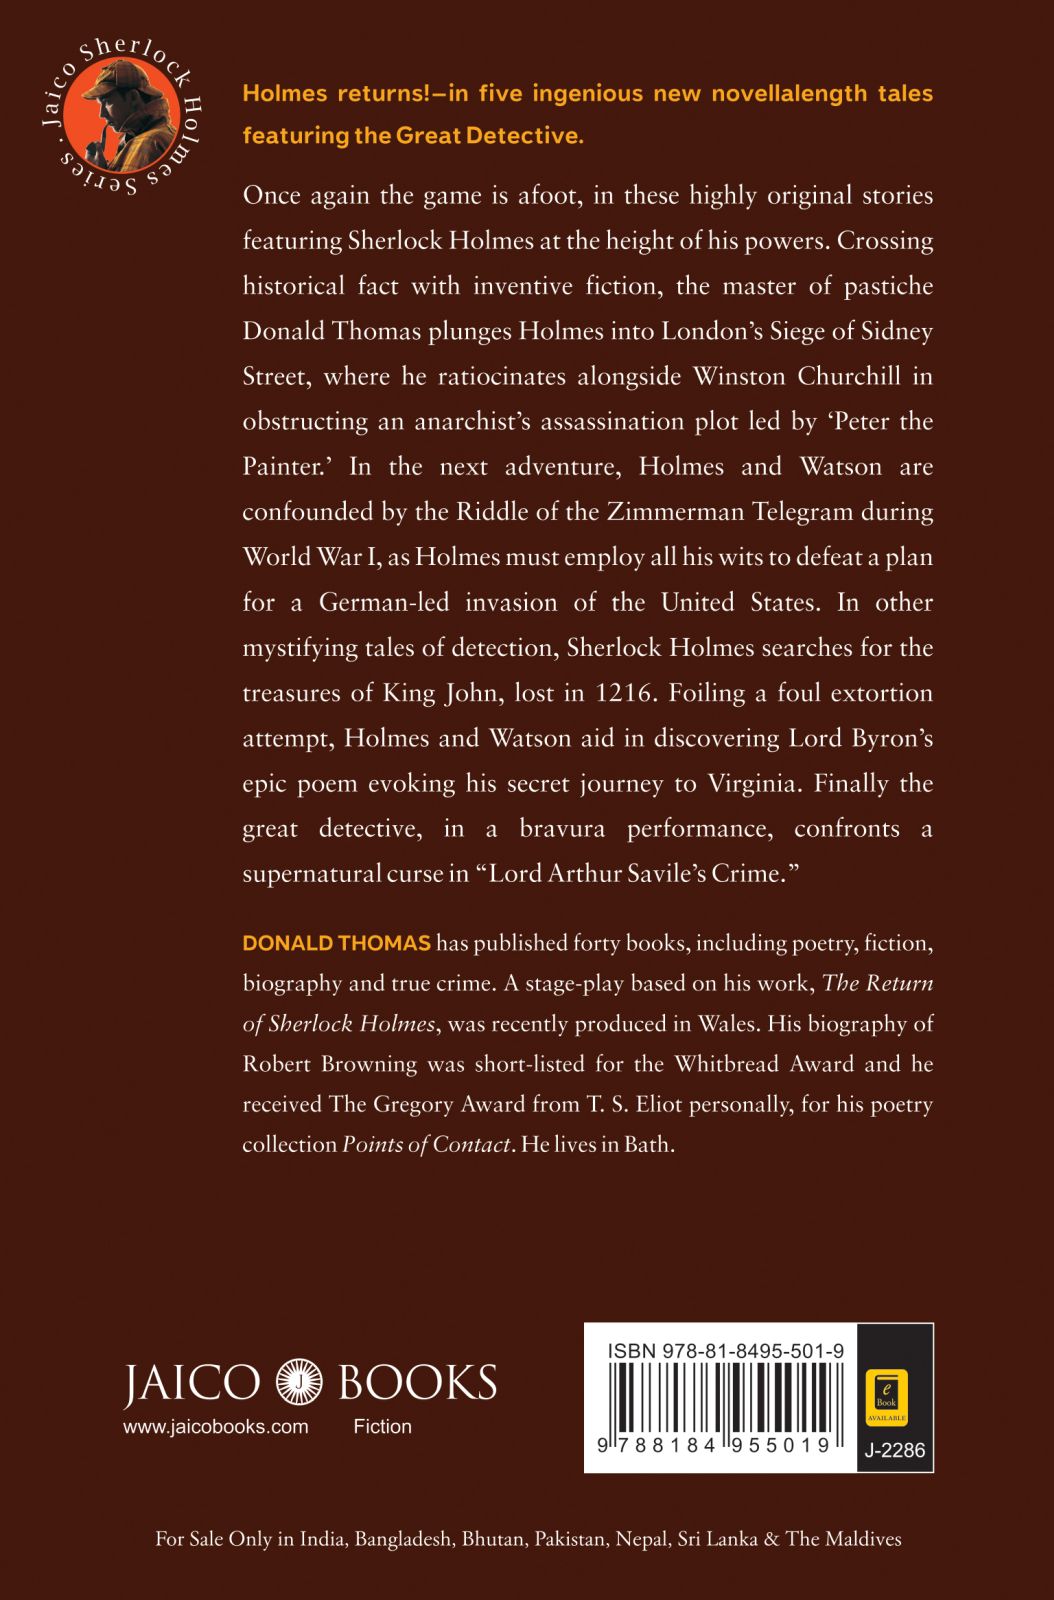 Jaico Sherlock Holmes Series ·
Holmes returns!–in five ingenious new novellalength tales
featuring the Great Detective.
Once again the game is afoot, in these highly original stories
featuring Sherlock Holmes at the height of his powers. Crossing
historical fact with inventive fiction, the master of pastiche
Donald Thomas plunges Holmes into London’s Siege of Sidney
Street, where he ratiocinates alongside Winston Churchill in
obstructing an anarchist’s assassination plot led by ‘Peter the
Painter.’ In the next adventure, Holmes and Watson are
confounded by the Riddle of the Zimmerman Telegram during
World War I, as Holmes must employ all his wits to defeat a plan
for a German-led invasion of the United States. In other
mystifying tales of detection, Sherlock Holmes searches for the
treasures of King John, lost in 1216. Foiling a foul extortion
attempt, Holmes and Watson aid in discovering Lord Byron’s
epic poem evoking his secret journey to Virginia. Finally the
great detective, in a bravura performance, confronts a
supernatural curse in “Lord Arthur Savile’s Crime.”
DONALD THOMAS has published forty books, including poetry, fiction,
biography and true crime. A stage-play based on his work, The Return
of Sherlock Holmes, was recently produced in Wales. His biography of
Robert Browning was short-listed for the Whitbread Award and he
received The Gregory Award from T. S. Eliot personally, for his poetry
collection Points of Contact. He lives in Bath.
JAICO J BOOKS
www.jaicobooks.com Fiction
ISBN 978-81-8495-501-9
9 788184 955019
e
Book
AVAILABLE
J-2286
For Sale Only in India, Bangladesh, Bhutan, Pakistan, Nepal, Sri Lanka & The Maldives